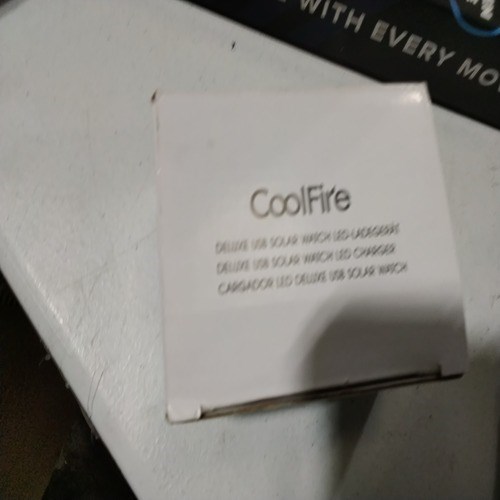 WITH EVERY MO
CoolFire
DELUXE USB SOLAR WATCH LED-LADEGERÄT
DELUXE USB SOLAR WATCH LED CHARGER
CARGADOR LED DELUXE USB SOLAR WATCH